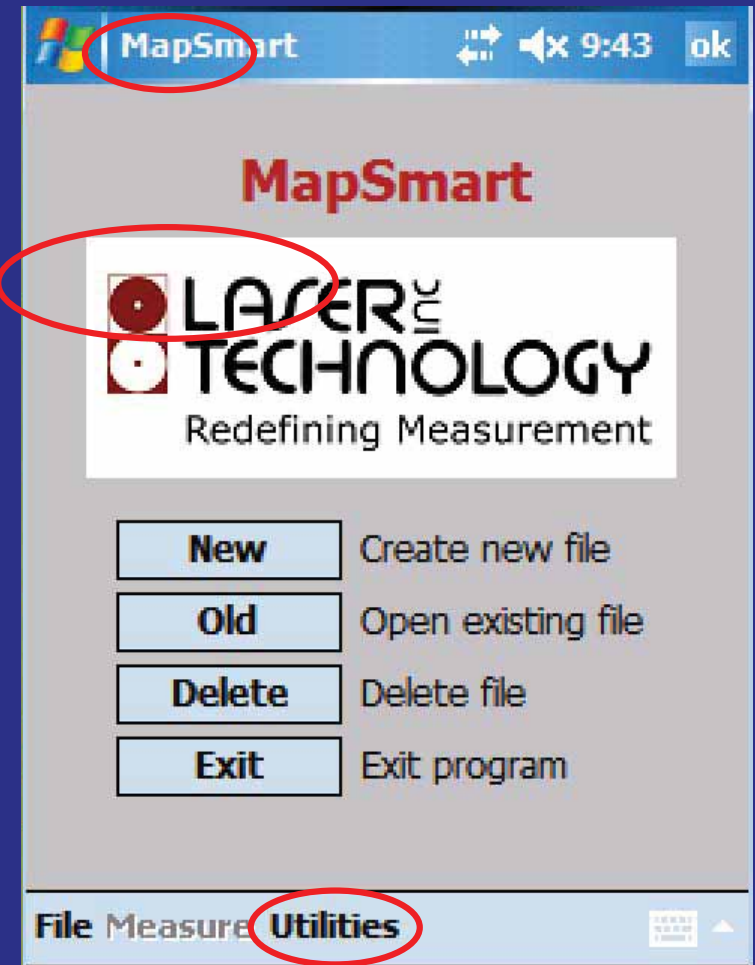 MapSmart 9:43 ok
MapSmart
LASER INC
TECHNOLOGY
Redefining Measurement
New Create new file
Old Open existing file
Delete Delete file
Exit Exit program
File Measure Utilities